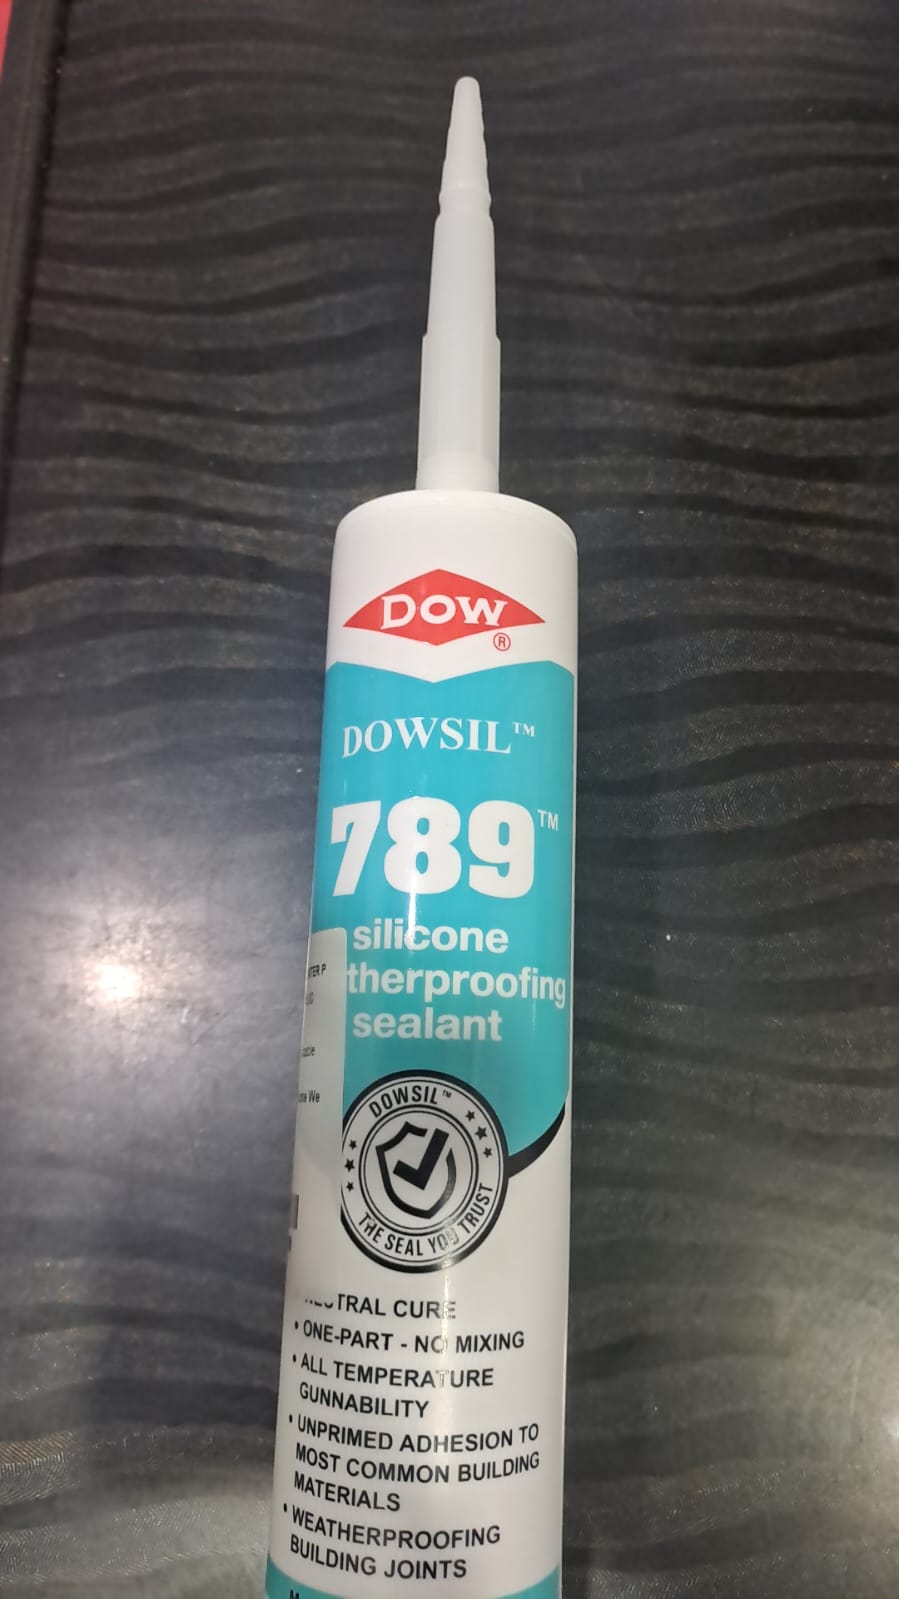 DOW
®
DOWSIL™
789™
silicone
therproofing
sealant
DOWSIL™
THE SEAL YOU TRUST
TRAL CURE
• ONE-PART - NO MIXING
• ALL TEMPERATURE
GUNNABILITY
• UNPRIMED ADHESION TO
MOST COMMON BUILDING
MATERIALS
• WEATHERPROOFING
BUILDING JOINTS